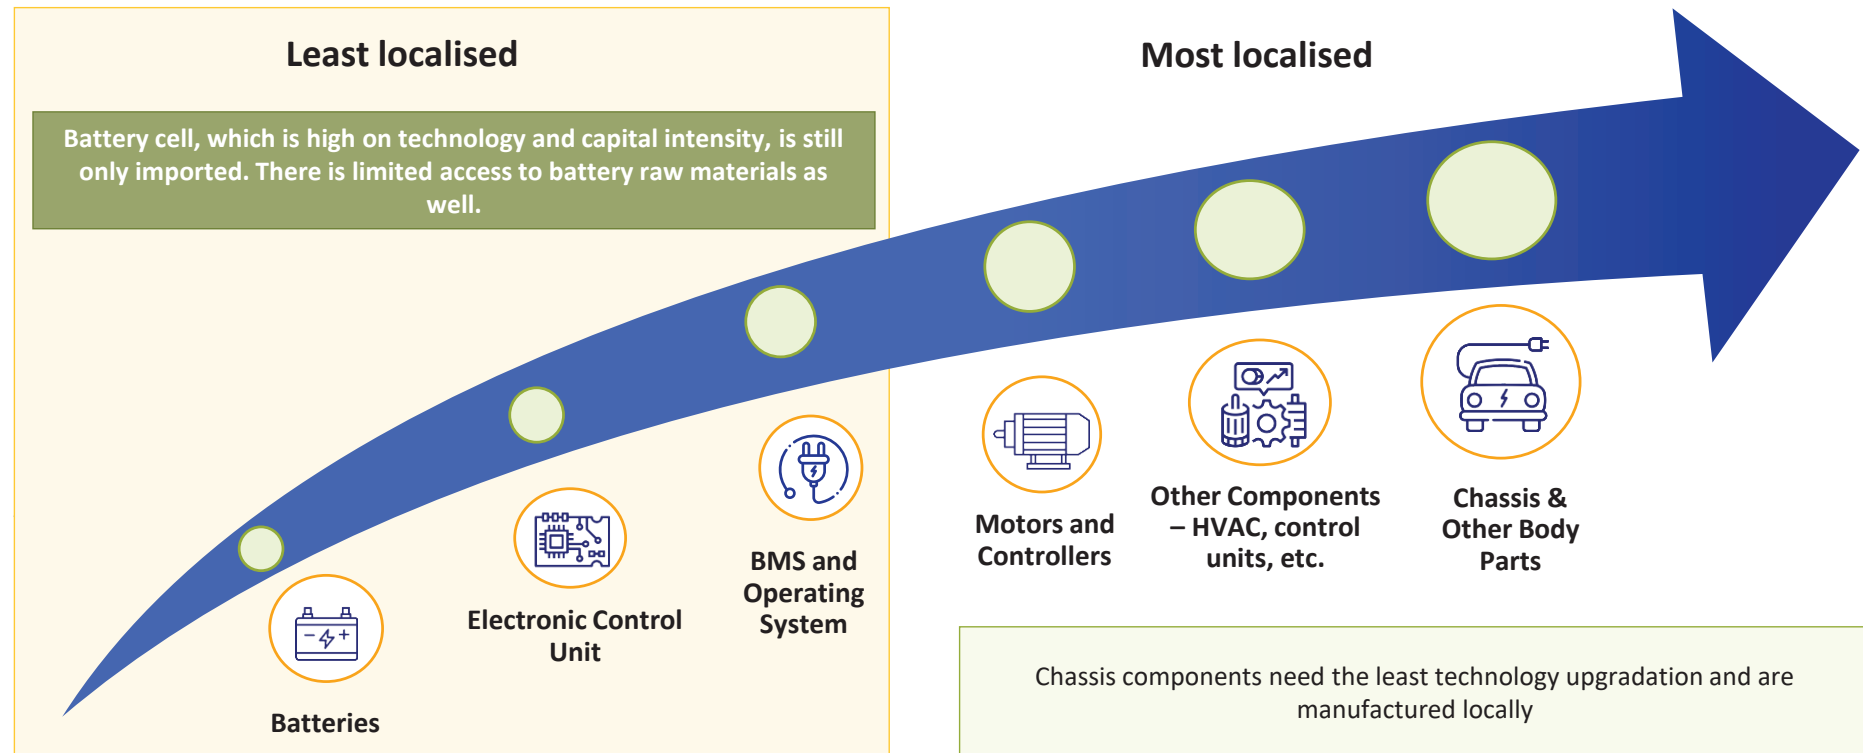 Least localised
Most localised
Battery cell, which is high on technology and capital intensity, is still
only imported. There is limited access to battery raw materials as
well.
Batteries
Electronic Control
Unit
BMS and
Operating
System
Motors and
Controllers
Other Components
– HVAC, control
units, etc.
Chassis &
Other Body
Parts
Chassis components need the least technology upgradation and are
manufactured locally